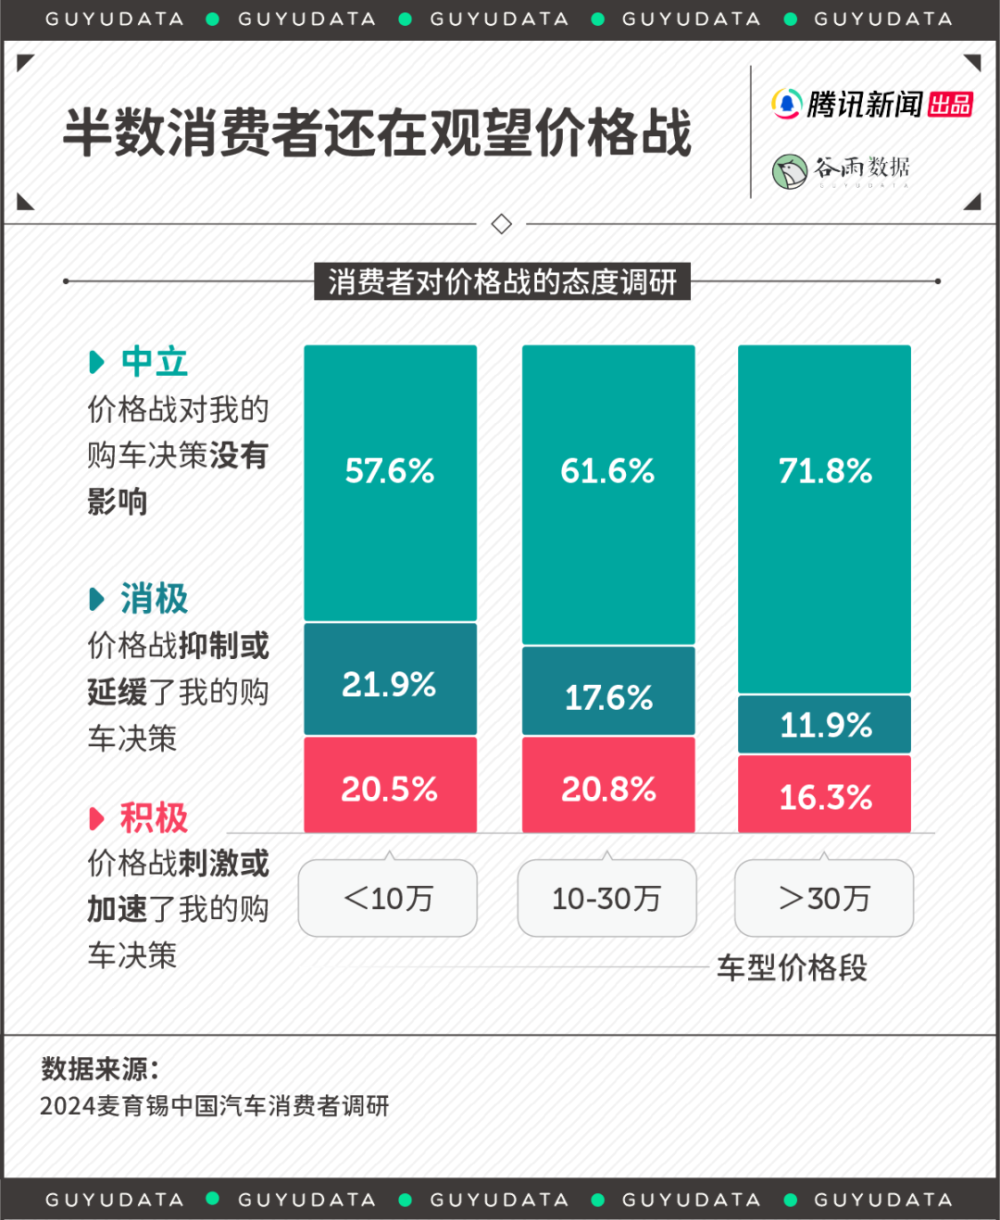 GUYUDATA ● GUYUDATA ● GUYUDATA ● GUYUDATA ● GUYUDATA
半数消费者还在观望价格战
腾讯新闻 出品
谷雨数据
GUYUDATA
消费者对价格战的态度调研
中立
价格战对我的
购车决策没有
影响
57.6%
61.6%
71.8%
消极
价格战抑制或
延缓了我的购
车决策
21.9%
17.6%
11.9%
积极
价格战刺激或
加速了我的购
车决策
20.5%
20.8%
16.3%
<10万
10-30万
>30万
车型价格段
数据来源：
2024麦育锡中国汽车消费者调研
GUYUDATA ● GUYUDATA ● GUYUDATA ● GUYUDATA ● GUYUDATA